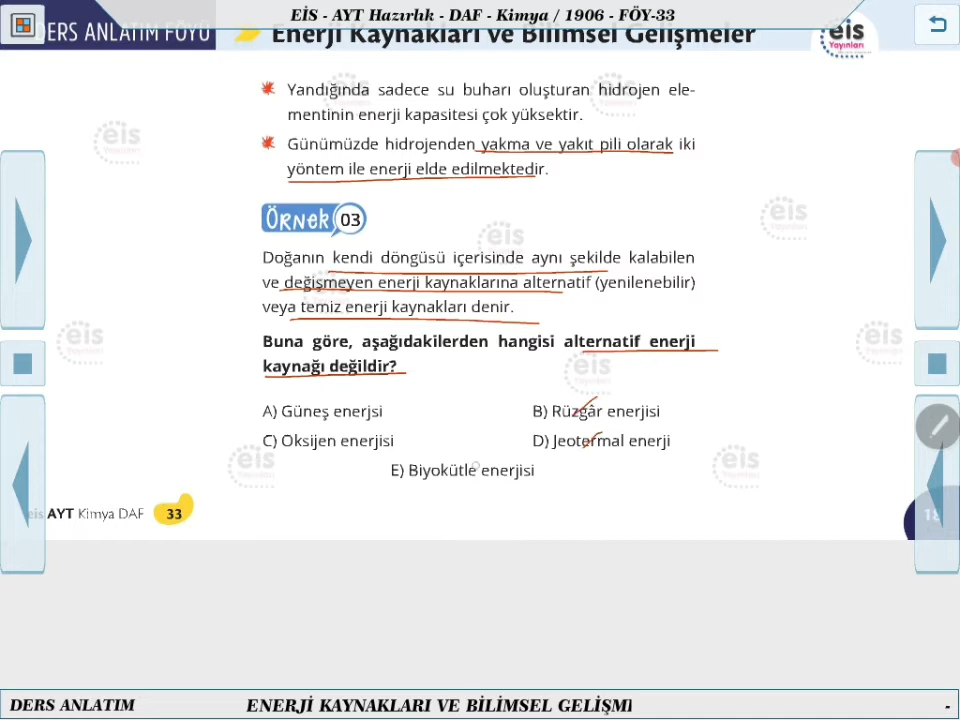 EİS - AYT Hazırlık - DAF - Kimya / 1906 - FÖY-33
DERS ANLATIM FÖYÜ
Enerji Kaynakları ve Bilimsel Gelişmeler
eis
Yayınları
Yandığında sadece su buharı oluşturan hidrojen ele-
mentinin enerji kapasitesi çok yüksektir.
Günümüzde hidrojenden yakma ve yakıt pili olarak iki
yöntem ile enerji elde edilmektedir.
ÖRNEK 03
Doğanın kendi döngüsü içerisinde aynı şekilde kalabilen
ve değişmeyen enerji kaynaklarına alternatif (yenilenebilir)
veya temiz enerji kaynakları denir.
Buna göre, aşağıdakilerden hangisi alternatif enerji
kaynağı değildir?
A) Güneş enerjsi
B) Rüzgâr enerjisi
C) Oksijen enerjisi
D) Jeotermal enerji
E) Biyokütle enerjisi
eis AYT Kimya DAF 33
DERS ANLATIM
ENERJİ KAYNAKLARI VE BİLİMSEL GELİŞMİ
-